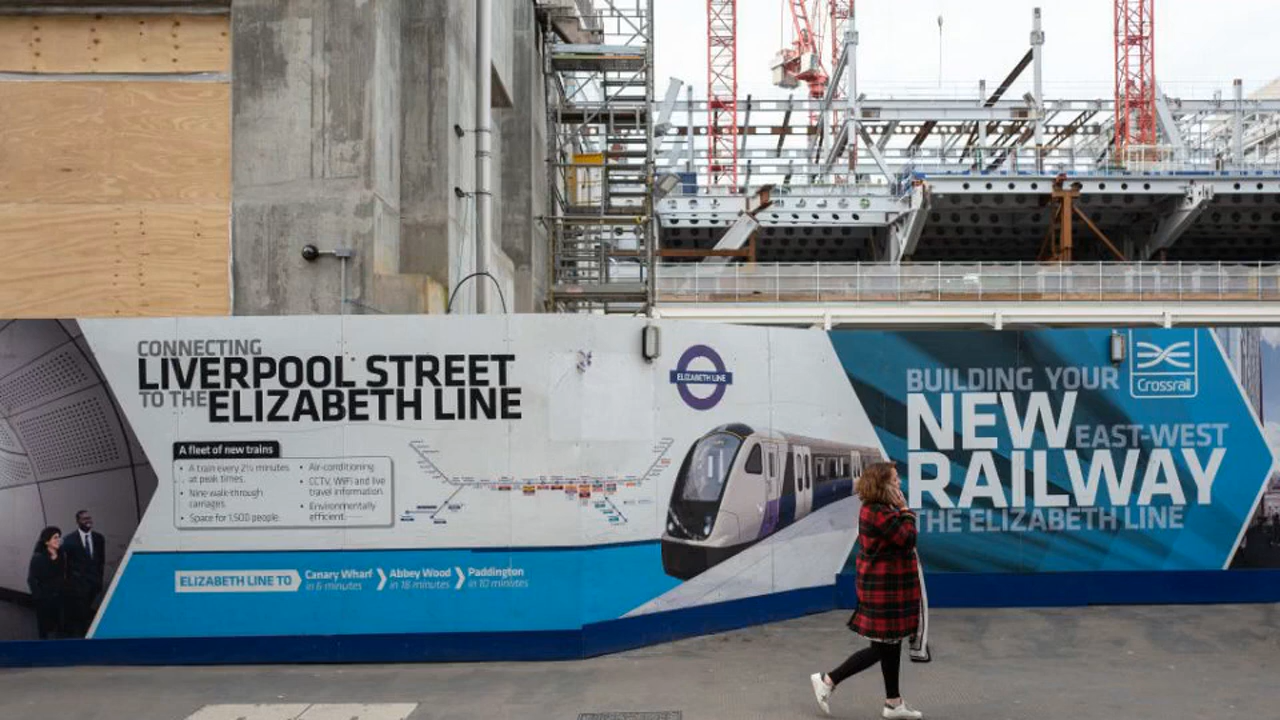 CONNECTING
LIVERPOOL STREET
TO THE ELIZABETH LINE
A fleet of new trains
• A train every 2½ minutes
at peak times.
• Nine walk-through
carriages.
• Space for 1,500 people.
• Air-conditioning
• CCTV, WiFi and live
travel information.
• Environmentally
efficient.
ELIZABETH LINE TO
Canary Wharf
in 6 minutes
Abbey Wood
in 18 minutes
Paddington
in 10 minutes
ELIZABETH LINE
BUILDING YOUR
NEW
EAST-WEST
RAILWAY
THE ELIZABETH LINE
Crossrail